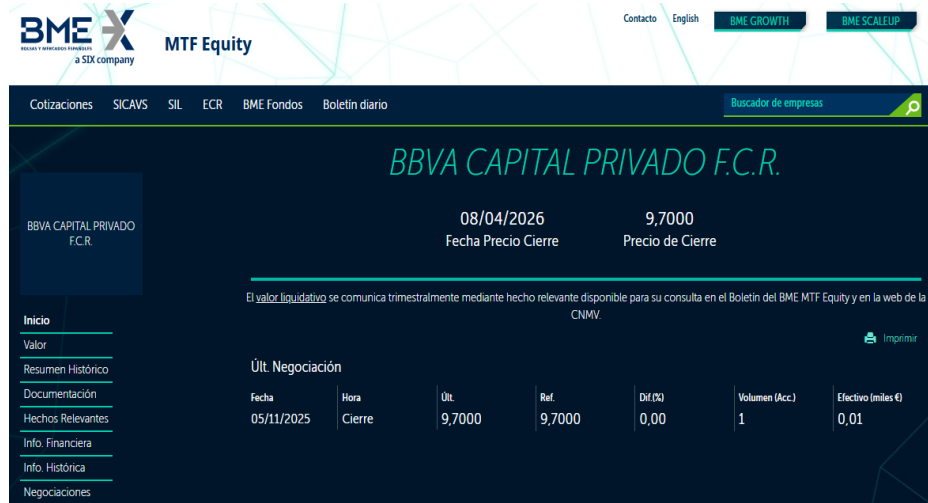 BME X
BOLSAS Y MERCADOS ESPAÑOLES
a SIX company
MTF Equity
Contacto English BME GROWTH BME SCALEUP
Cotizaciones SICAVS SIL ECR BME Fondos Boletín diario Buscador de empresas
BBVA CAPITAL PRIVADO F.C.R.
BBVA CAPITAL PRIVADO
F.C.R.
08/04/2026 9,7000
Fecha Precio Cierre Precio de Cierre
El valor liquidativo se comunica trimestralmente mediante hecho relevante disponible para su consulta en el Boletín del BME MTF Equity y en la web de la
CNMV.
Imprimir
Inicio
Valor
Resumen Histórico
Documentación
Hechos Relevantes
Info. Financiera
Info. Histórica
Negociaciones
Últ. Negociación
Fecha Hora Últ. Ref. Dif.(%) Volumen (Acc.) Efectivo (miles €)
05/11/2025 Cierre 9,7000 9,7000 0,00 1 0,01